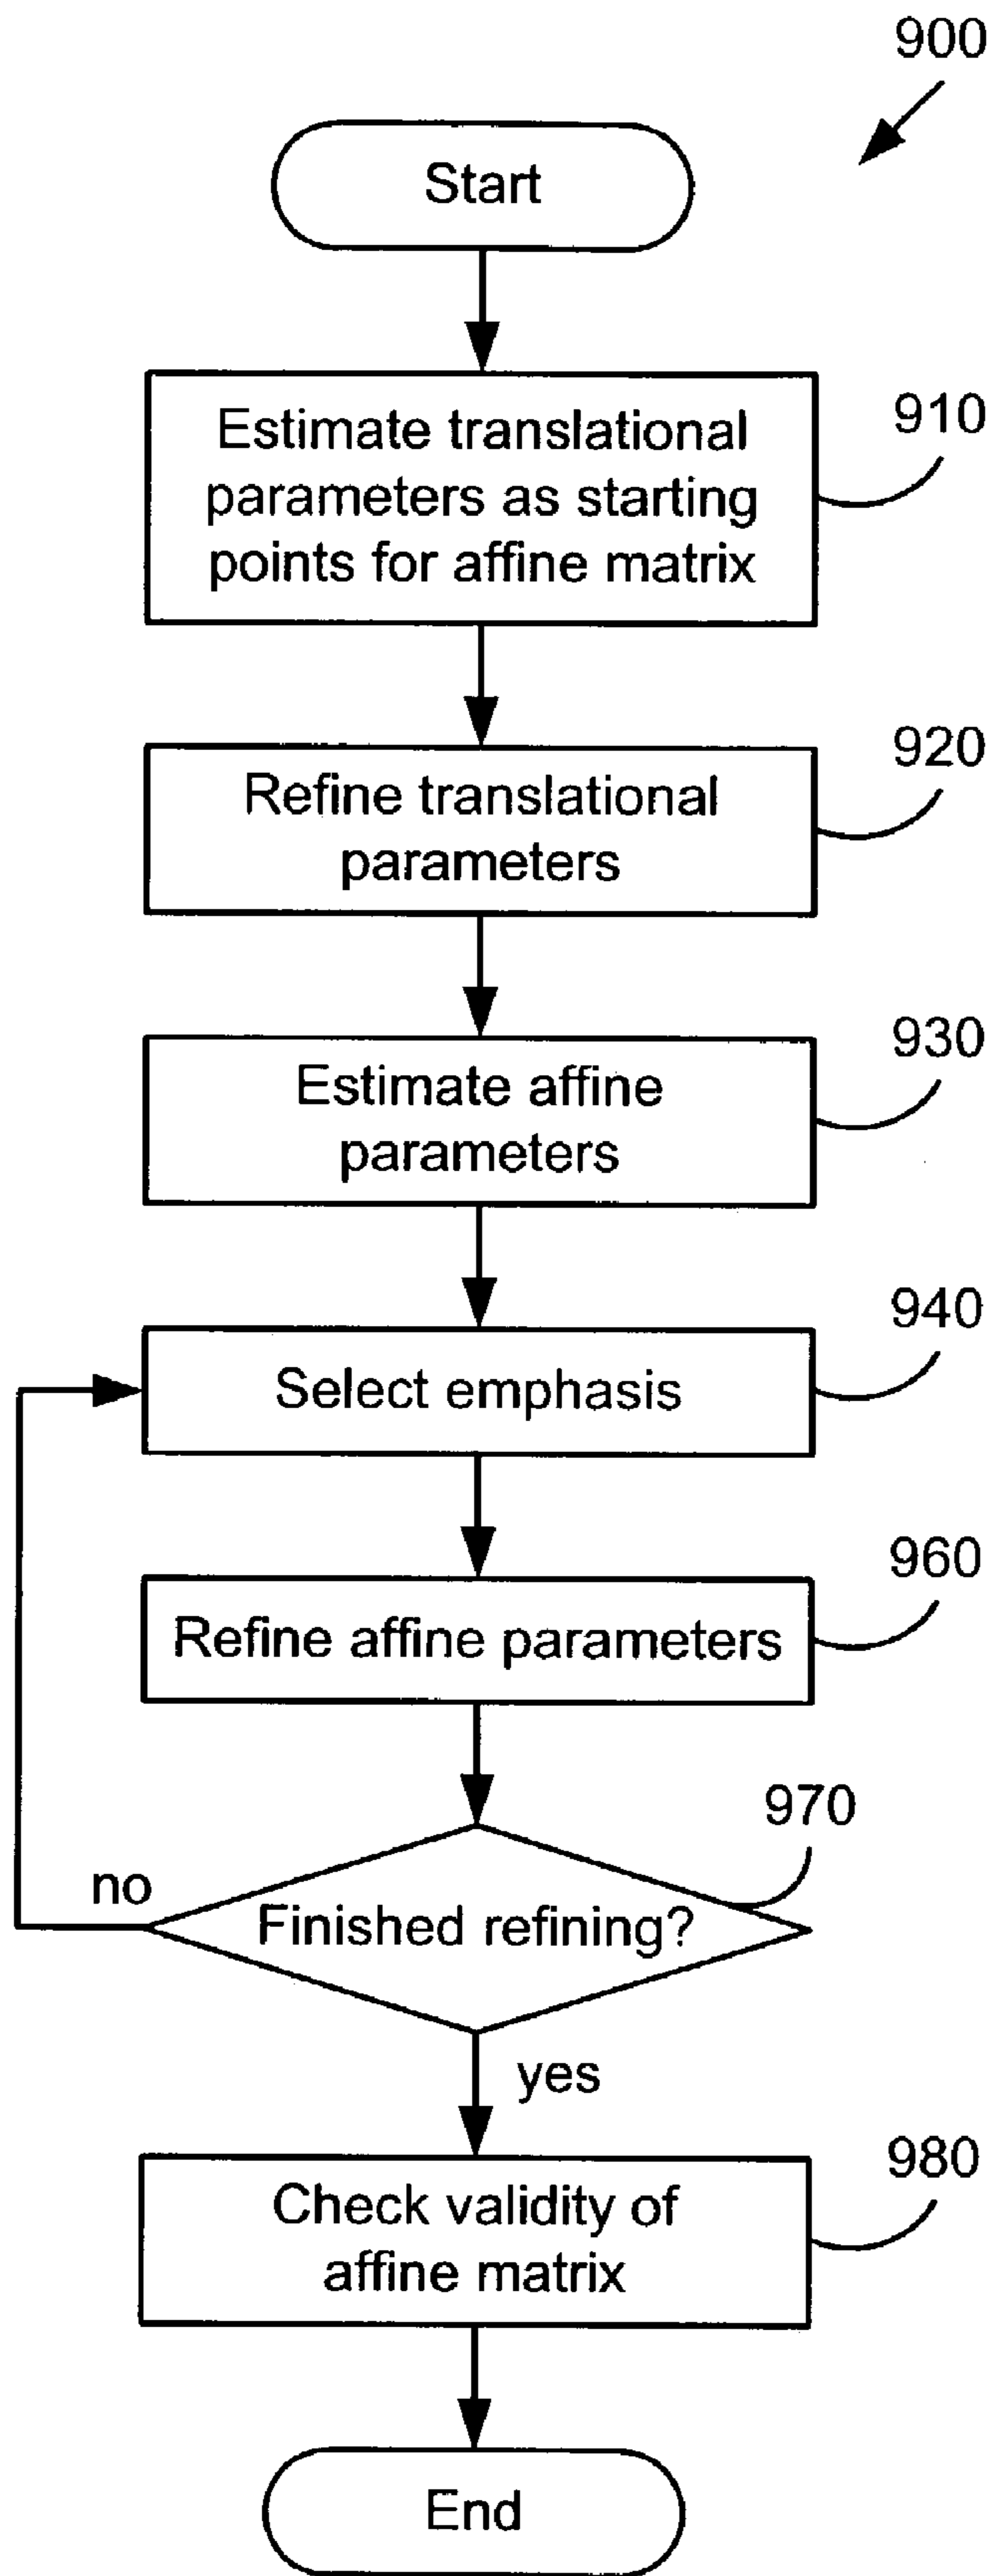 900
Start
Estimate translational
parameters as starting
points for affine matrix
910
Refine translational
parameters
920
Estimate affine
parameters
930
Select emphasis
940
Refine affine parameters
960
Finished refining?
970
no
yes
Check validity of
affine matrix
980
End